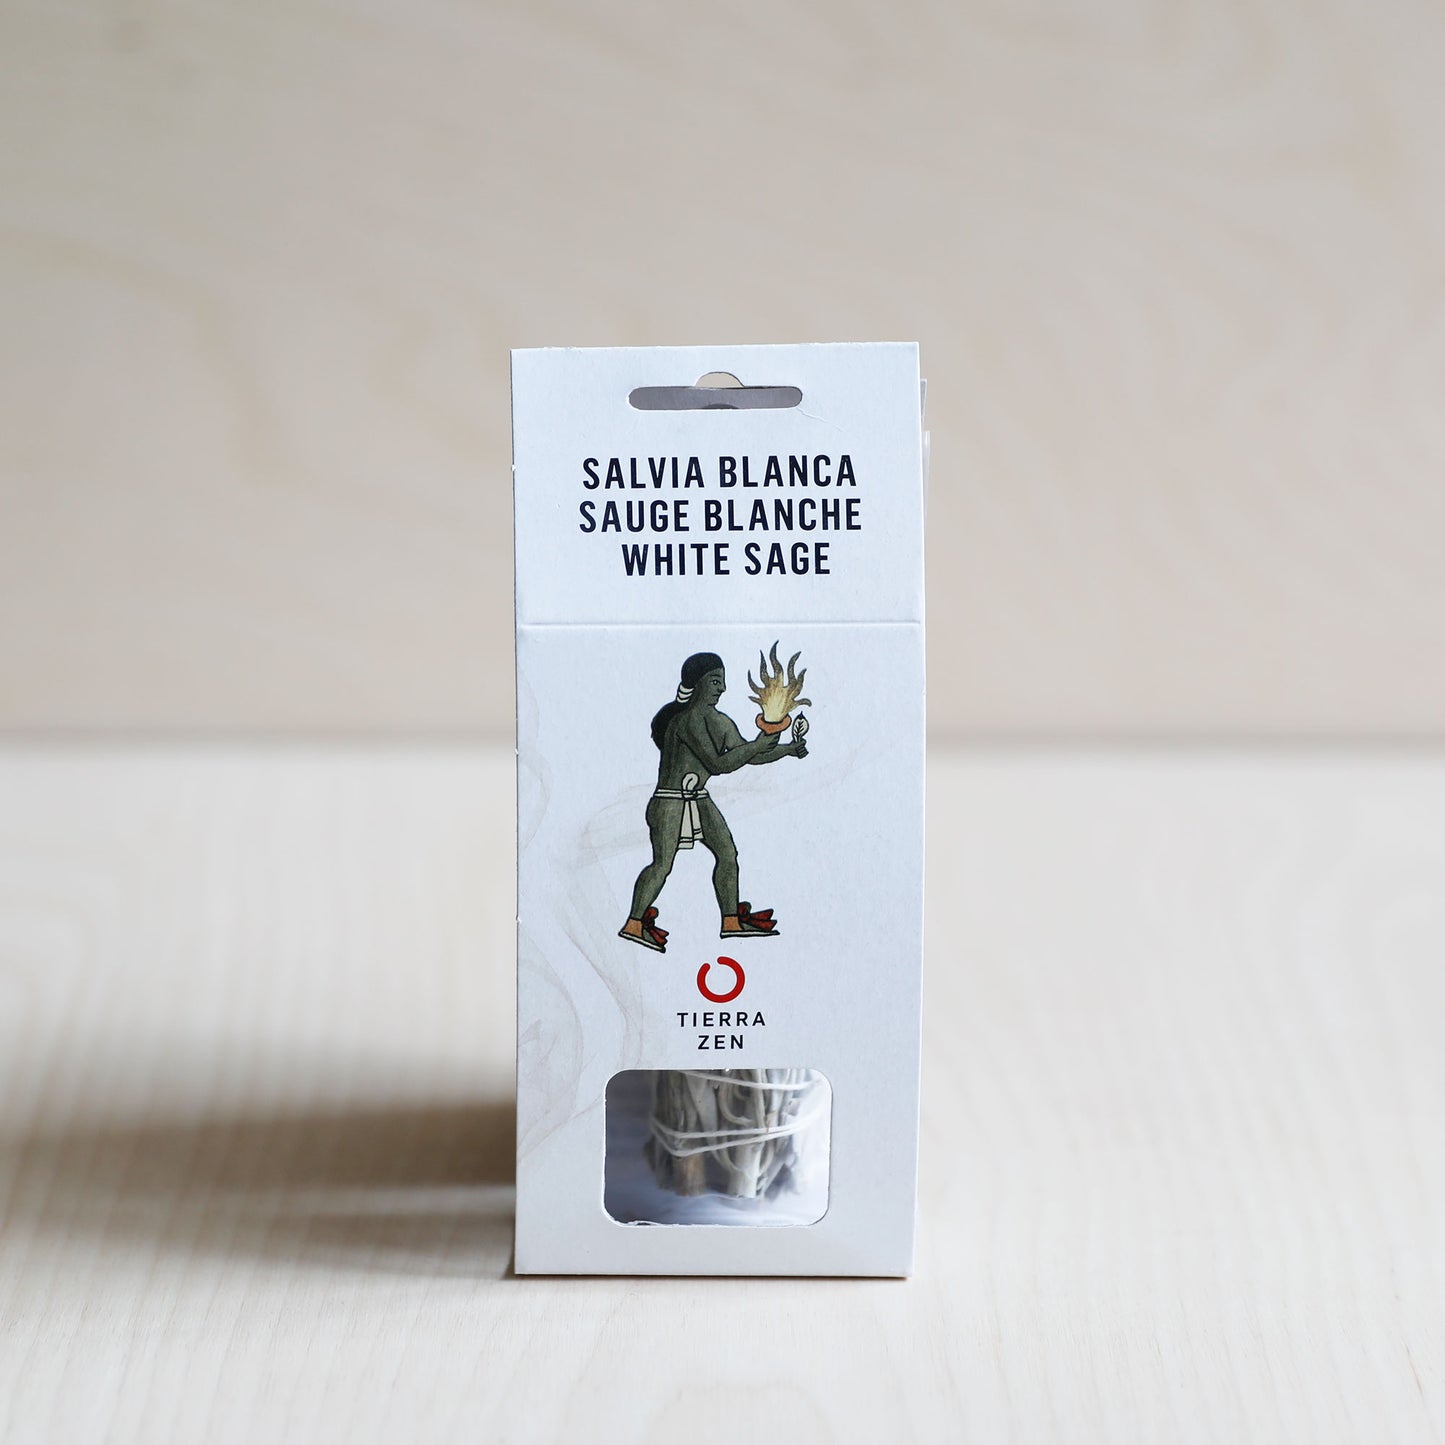 SALVIA BLANCA
SAUGE BLANCHE
WHITE SAGE
TIERRA
ZEN